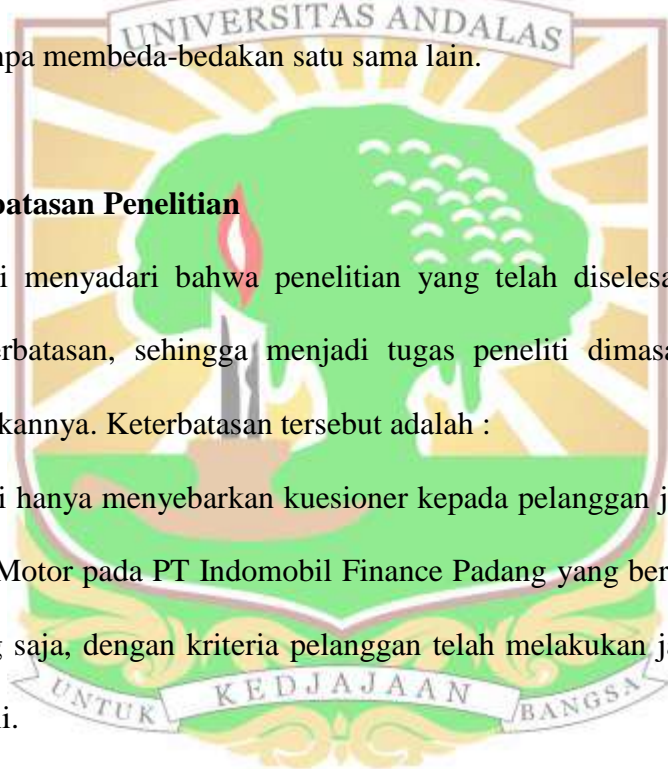 UNIVERSITAS ANDALAS
npa membeda-bedakan satu sama lain.
batasan Penelitian
i menyadari bahwa penelitian yang telah diselesa
erbatasan, sehingga menjadi tugas peneliti dimasa
kannya. Keterbatasan tersebut adalah :
i hanya menyebarkan kuesioner kepada pelanggan j
Motor pada PT Indomobil Finance Padang yang ber
g saja, dengan kriteria pelanggan telah melakukan ja
UNTUK KEDJAJAAN BANGSA
i.